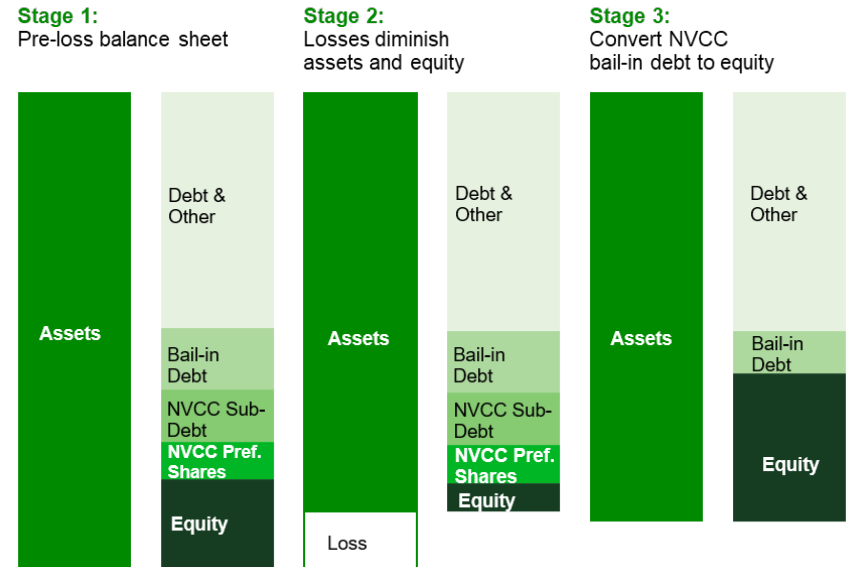 Stage 1:
Pre-loss balance sheet
Stage 2:
Losses diminish
assets and equity
Stage 3:
Convert NVCC
bail-in debt to equity
Assets
Debt &
Other
Bail-in
Debt
NVCC Sub-
Debt
NVCC Pref.
Shares
Equity
Assets
Loss
Debt &
Other
Bail-in
Debt
NVCC Sub-
Debt
NVCC Pref.
Shares
Equity
Assets
Debt &
Other
Bail-in
Debt
Equity